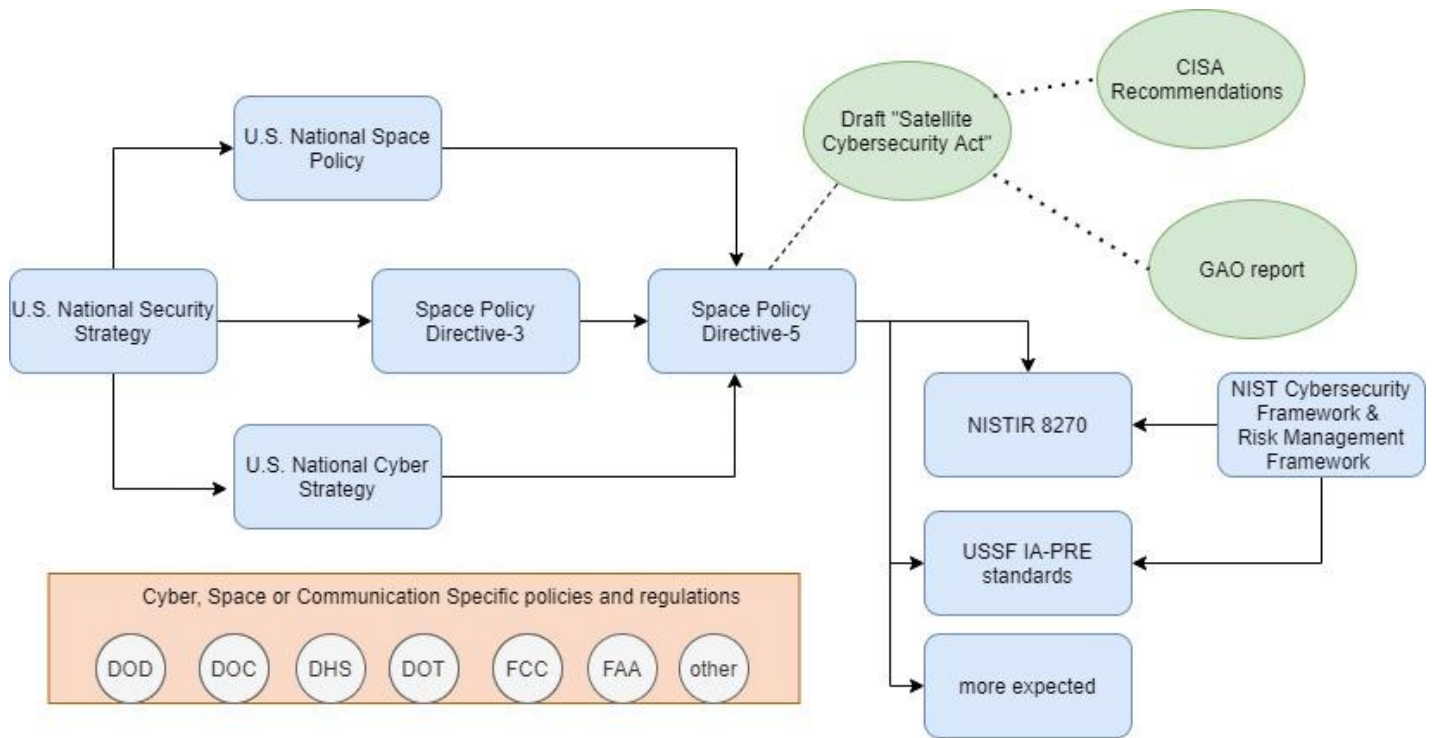 U.S. National Space
Policy
Draft "Satellite
Cybersecurity Act"
CISA
Recommendations
GAO report
U.S. National Security
Strategy
Space Policy
Directive-3
Space Policy
Directive-5
U.S. National Cyber
Strategy
NISTIR 8270
NIST Cybersecurity
Framework &
Risk Management
Framework
USSF IA-PRE
standards
more expected
Cyber, Space or Communication Specific policies and regulations
DOD DOC DHS DOT FCC FAA other